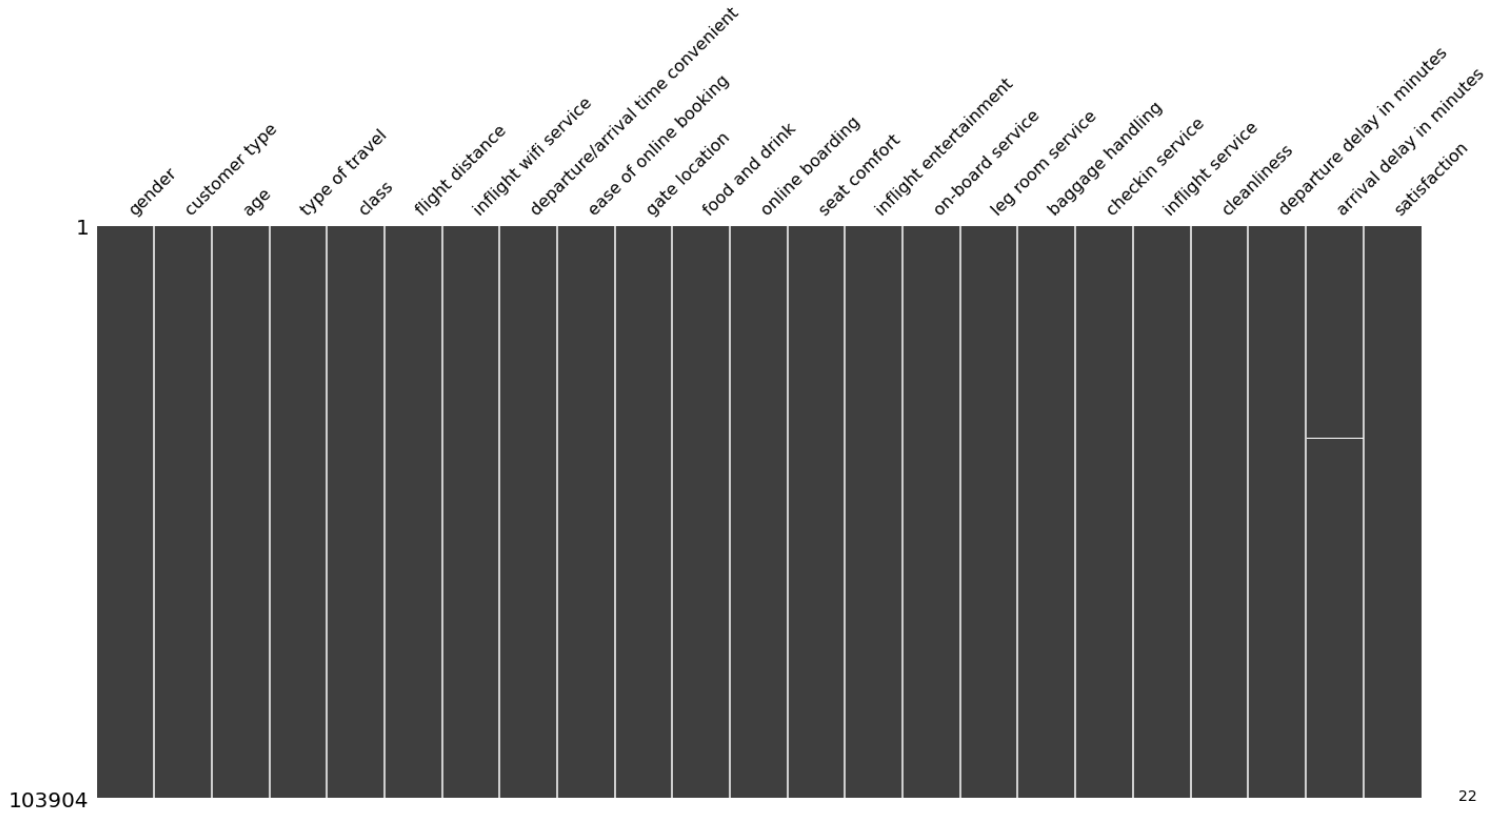 gender
customer type
age
type of travel
class
flight distance
inflight wifi service
departure/arrival time convenient
ease of online booking
gate location
food and drink
online boarding
seat comfort
inflight entertainment
on-board service
leg room service
baggage handling
checkin service
inflight service
cleanliness
departure delay in minutes
arrival delay in minutes
satisfaction
1
103904
22